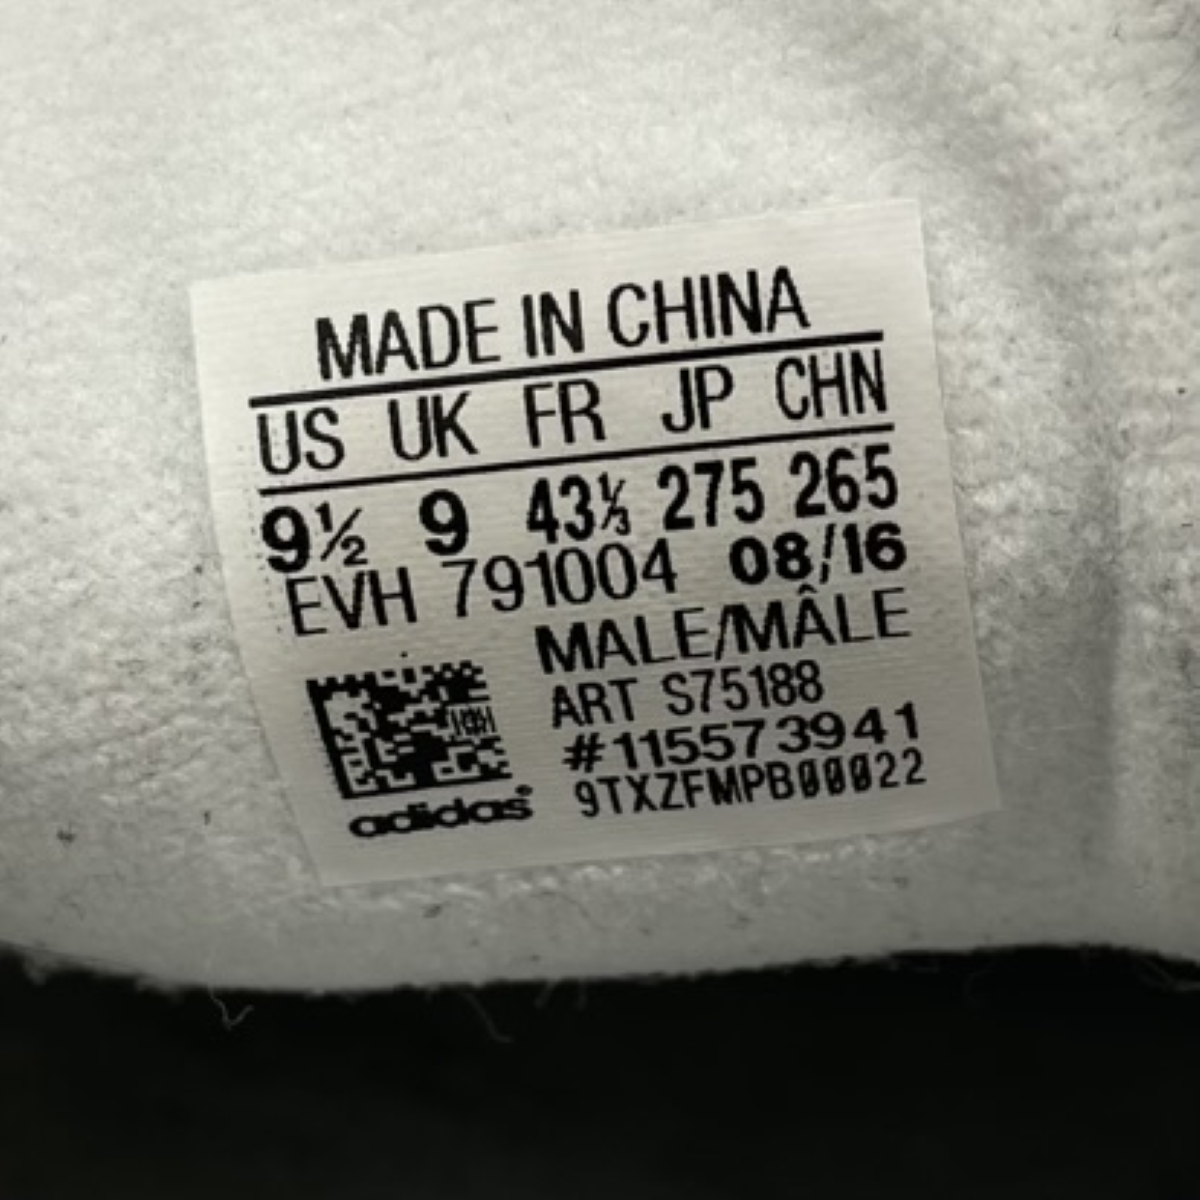 MADE IN CHINA
US UK FR JP CHN
9½ 9 43⅓ 275 265
EVH 791004 08/16
MALE/MÂLE
ART S75188
#115573941
9TXZFMPB00022
adidas®